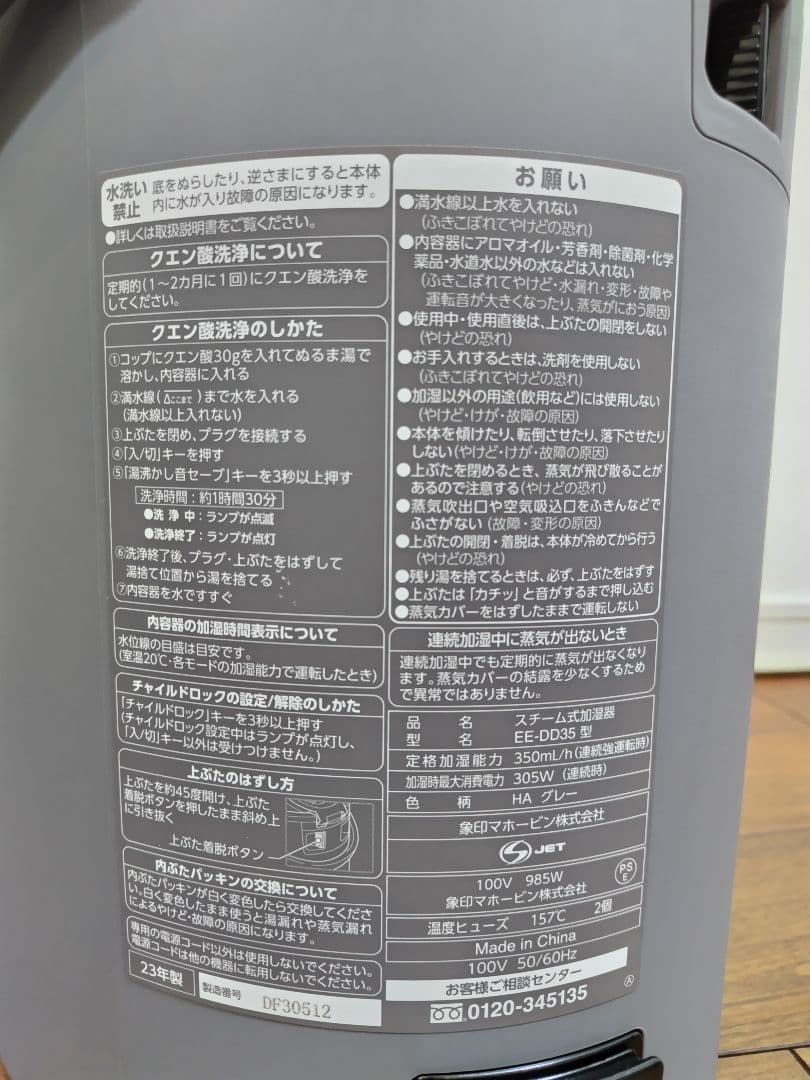 水洗い
禁止
底をぬらしたり、逆さまにすると本体
内に水が入り故障の原因になります。
●詳しくは取扱説明書をご覧ください。
クエン酸洗浄について
定期的(1〜2カ月に1回)にクエン酸洗浄を
してください。
クエン酸洗浄のしかた
①コップにクエン酸30gを入れてぬるま湯で
溶かし、内容器に入れる
②満水線(△ここまで)まで水を入れる
(満水線以上入れない)
③上ぶたを閉め、プラグを接続する
④「入/切」キーを押す
⑤「湯沸かし音セーブ」キーを3秒以上押す
洗浄時間:約1時間30分
●洗浄中:ランプが点滅
●洗浄終了:ランプが点灯
⑥洗浄終了後、プラグ・上ぶたをはずして
湯捨て位置から湯を捨てる
⑦内容器を水ですすぐ
内容器の加湿時間表示について
水位線の目盛は目安です。
(室温20℃・各モードの加湿能力で運転したとき)
チャイルドロックの設定/解除のしかた
「チャイルドロック」キーを3秒以上押す
(チャイルドロック設定中はランプが点灯し、
「入/切」キー以外は受けつけません。)
上ぶたのはずし方
上ぶたを約45度開け、上ぶた
着脱ボタンを押したまま斜め上
に引き抜く
上ぶた着脱ボタン
内ぶたパッキンの交換について
内ぶたパッキンが白く変色したら交換してくださ
い。白く変色したまま使うと湯漏れや蒸気漏れ
によるやけど・故障の原因になります。
専用の電源コード以外は使用しないでください。
電源コードは他の機器に転用しないでください。
23年製
製造番号
DF30512
お願い
●満水線以上水を入れない
(ふきこぼれてやけどの恐れ)
●内容器にアロマオイル・芳香剤・除菌剤・化学
薬品・水道水以外の水などは入れない
(ふきこぼれてやけど・水漏れ・変形・故障や
運転音が大きくなったり、蒸気がにおう原因)
●使用中・使用直後は、上ぶたの開閉をしない
(やけどの恐れ)
●お手入れするときは、洗剤を使用しない
(ふきこぼれてやけどの恐れ)
●加湿以外の用途(飲用など)には使用しない
(やけど・けが・故障の原因)
●本体を傾けたり、転倒させたり、落下させたり
しない(やけど・けが・故障の原因)
●上ぶたを閉めるとき、蒸気が飛び散ることが
あるので注意する(やけどの恐れ)
●蒸気吹出口や空気吸込口をふきんなどで
ふさがない(故障・変形の原因)
●上ぶたの開閉・着脱は、本体が冷めてから行う
(やけどの恐れ)
●残り湯を捨てるときは、必ず、上ぶたをはずす
●上ぶたは「カチッ」と音がするまで押し込む
●蒸気カバーをはずしたままで運転しない
連続加湿中に蒸気が出ないとき
連続加湿中でも定期的に蒸気が出なくなり
ます。蒸気カバーの結露を少なくするため
で異常ではありません。
品名 スチーム式加湿器
型名 EE-DD35型
定格加湿能力 350mL/h(連続強運転時)
加湿時最大消費電力 305W(連続時)
色柄 HA グレー
象印マホービン株式会社
S JET
100V 985W
象印マホービン株式会社
PS
E
温度ヒューズ 157℃ 2個
Made in China
100V 50/60Hz
お客様ご相談センター
0120-345135
Ⓐ